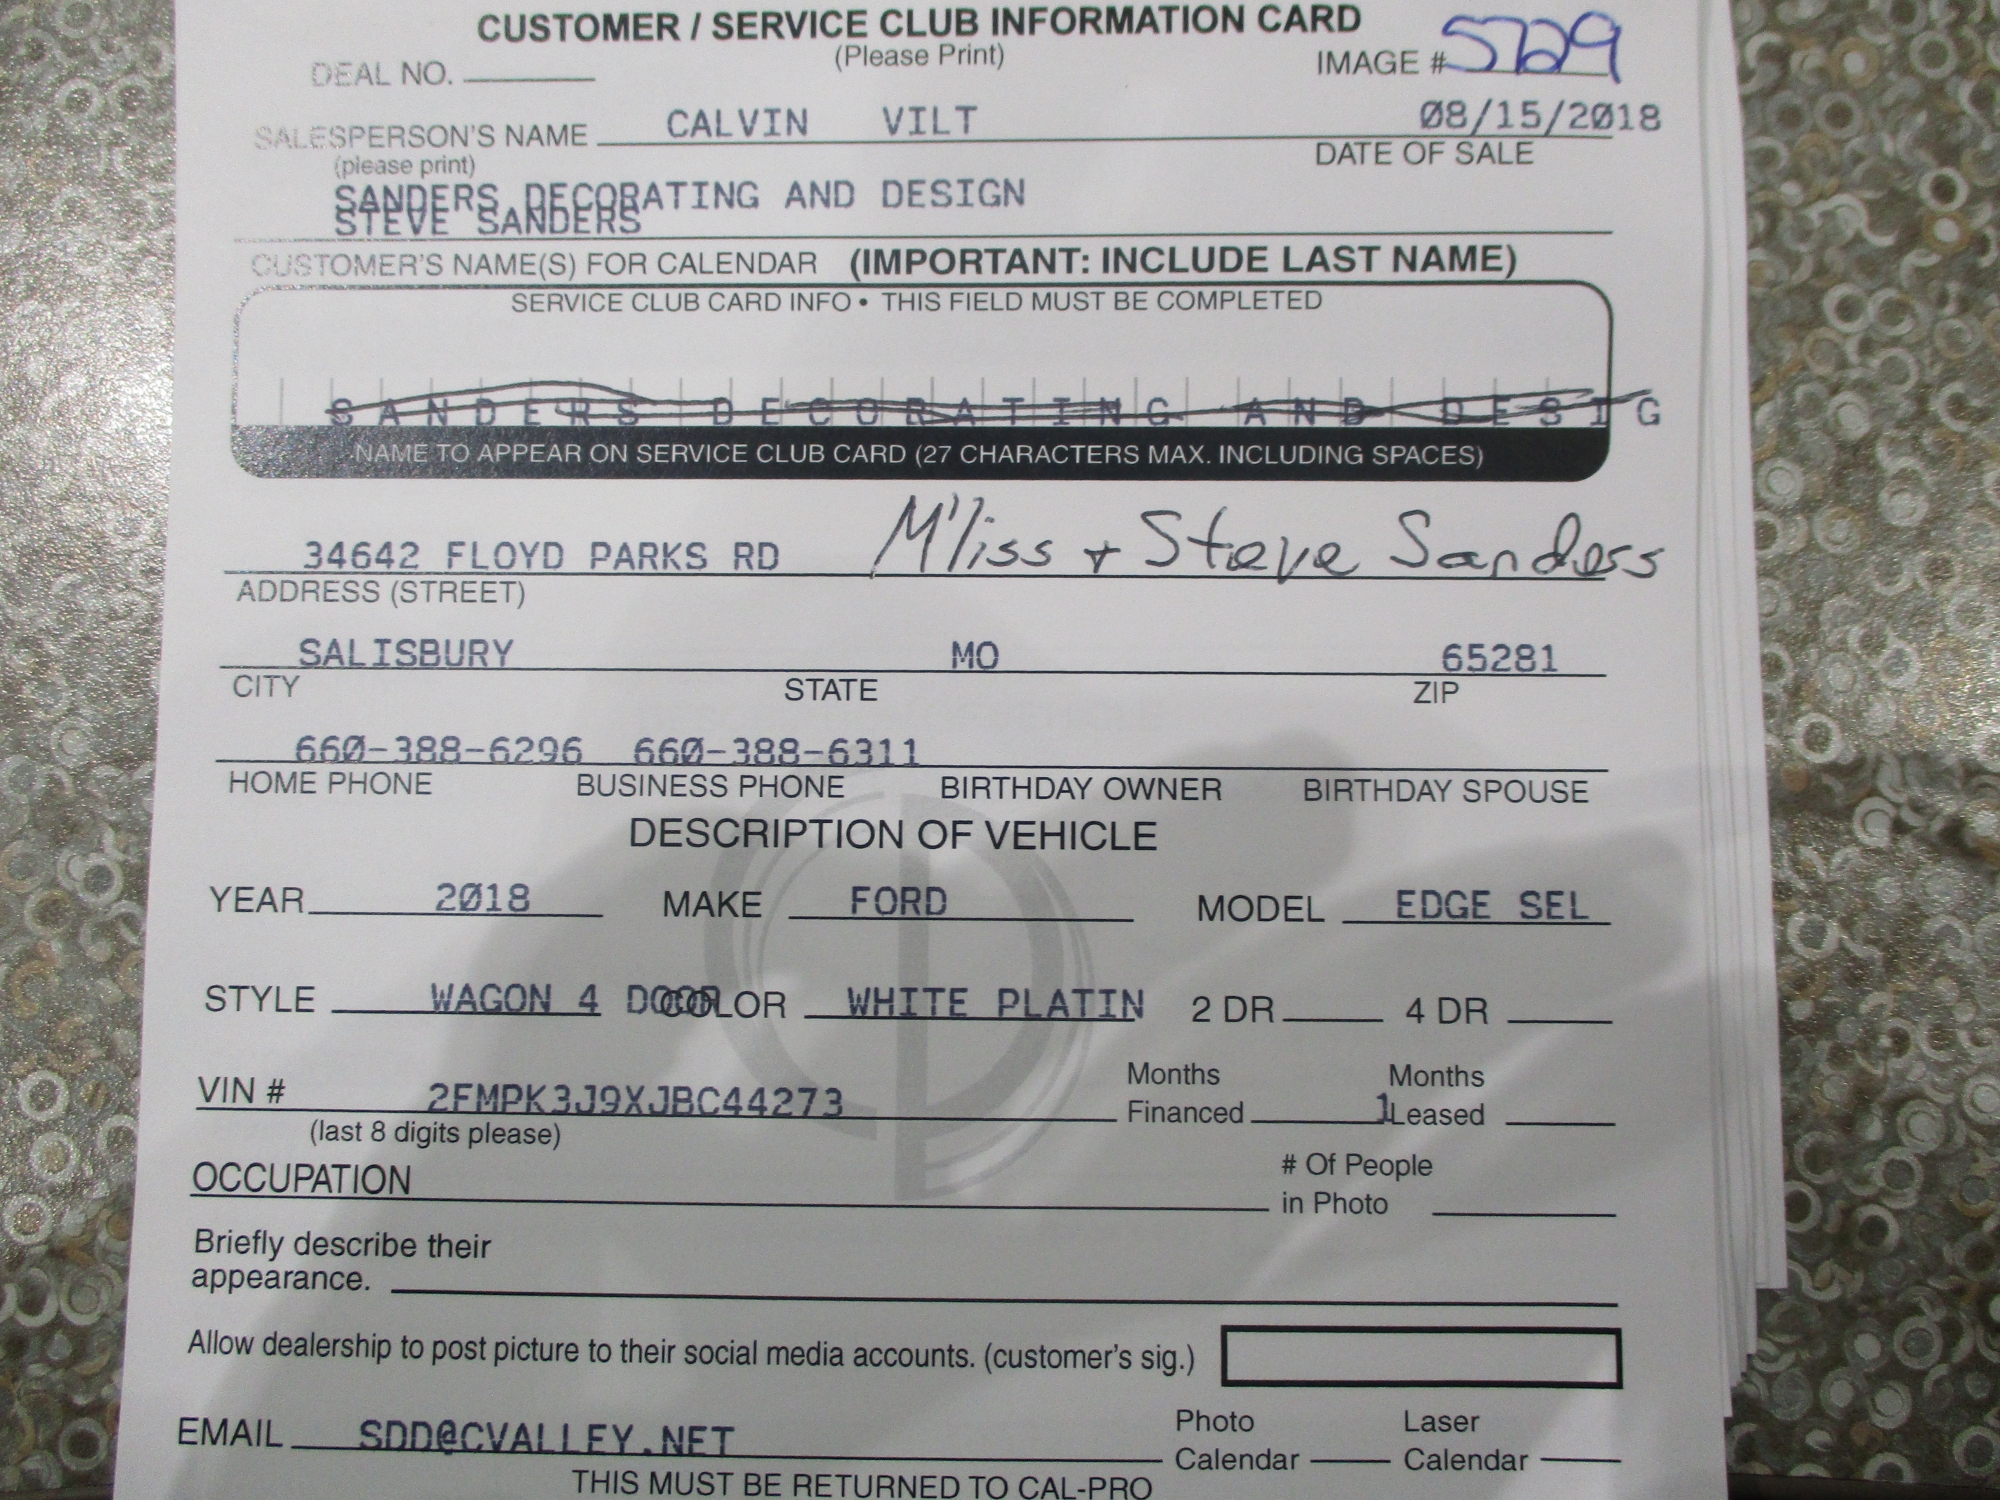 CUSTOMER / SERVICE CLUB INFORMATION CARD
(Please Print)
DEAL NO. IMAGE # 5729
SALESPERSON'S NAME CALVIN VILT 08/15/2018
(please print) DATE OF SALE
SANDERS DECORATING AND DESIGN
STEVE SANDERS
CUSTOMER'S NAME(S) FOR CALENDAR (IMPORTANT: INCLUDE LAST NAME)
SERVICE CLUB CARD INFO • THIS FIELD MUST BE COMPLETED
SANDERS DECORATING AND DESIG
NAME TO APPEAR ON SERVICE CLUB CARD (27 CHARACTERS MAX. INCLUDING SPACES)
34642 FLOYD PARKS RD M'liss + Steve Sanders
ADDRESS (STREET)
SALISBURY MO 65281
CITY STATE ZIP
660-388-6296 660-388-6311
HOME PHONE BUSINESS PHONE BIRTHDAY OWNER BIRTHDAY SPOUSE
DESCRIPTION OF VEHICLE
YEAR 2018 MAKE FORD MODEL EDGE SEL
STYLE WAGON 4 DOOR COLOR WHITE PLATIN 2 DR 4 DR
VIN # 2FMPK3J9XJBC44273 Months Financed 1 Months Leased
(last 8 digits please)
OCCUPATION # Of People in Photo
Briefly describe their
appearance.
Allow dealership to post picture to their social media accounts. (customer's sig.)
EMAIL SDD@CVALLEY.NET Photo Calendar Laser Calendar
THIS MUST BE RETURNED TO CAL-PRO